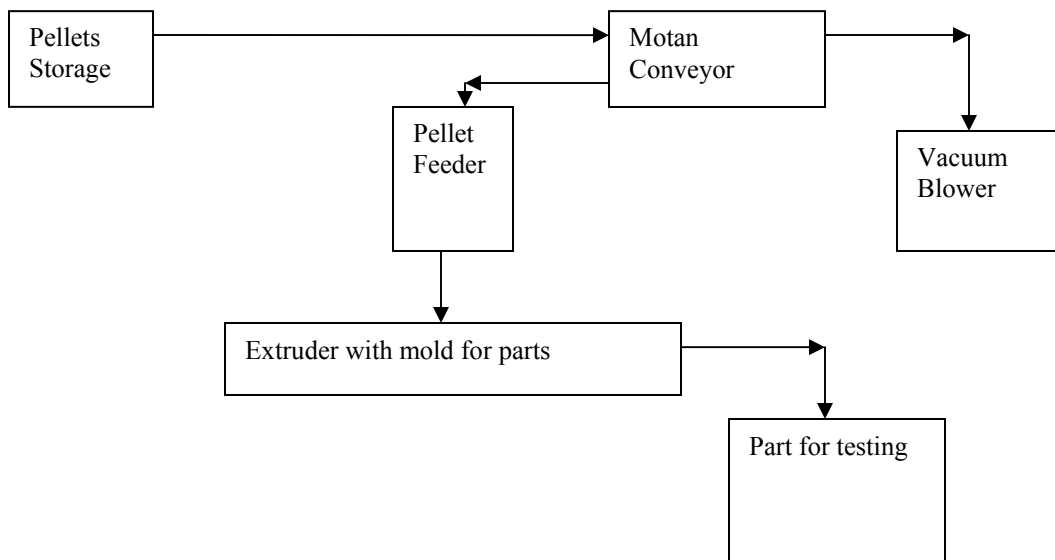 Pellets
Storage
Motan
Conveyor
Pellet
Feeder
Vacuum
Blower
Extruder with mold for parts
Part for testing